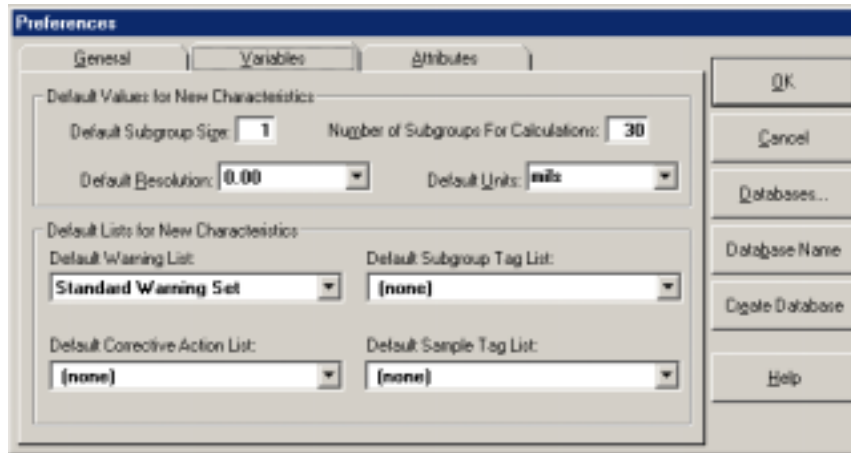 Preferences
General Variables Attributes
Default Values for New Characteristics
Default Subgroup Size: 1 Number of Subgroups For Calculations: 30
Default Resolution: 0.00 Default Units: mils
Default Lists for New Characteristics
Default Warning List: Default Subgroup Tag List:
Standard Warning Set (none)
Default Corrective Action List: Default Sample Tag List:
(none) (none)
OK
Cancel
Databases...
Database Name
Create Database
Help